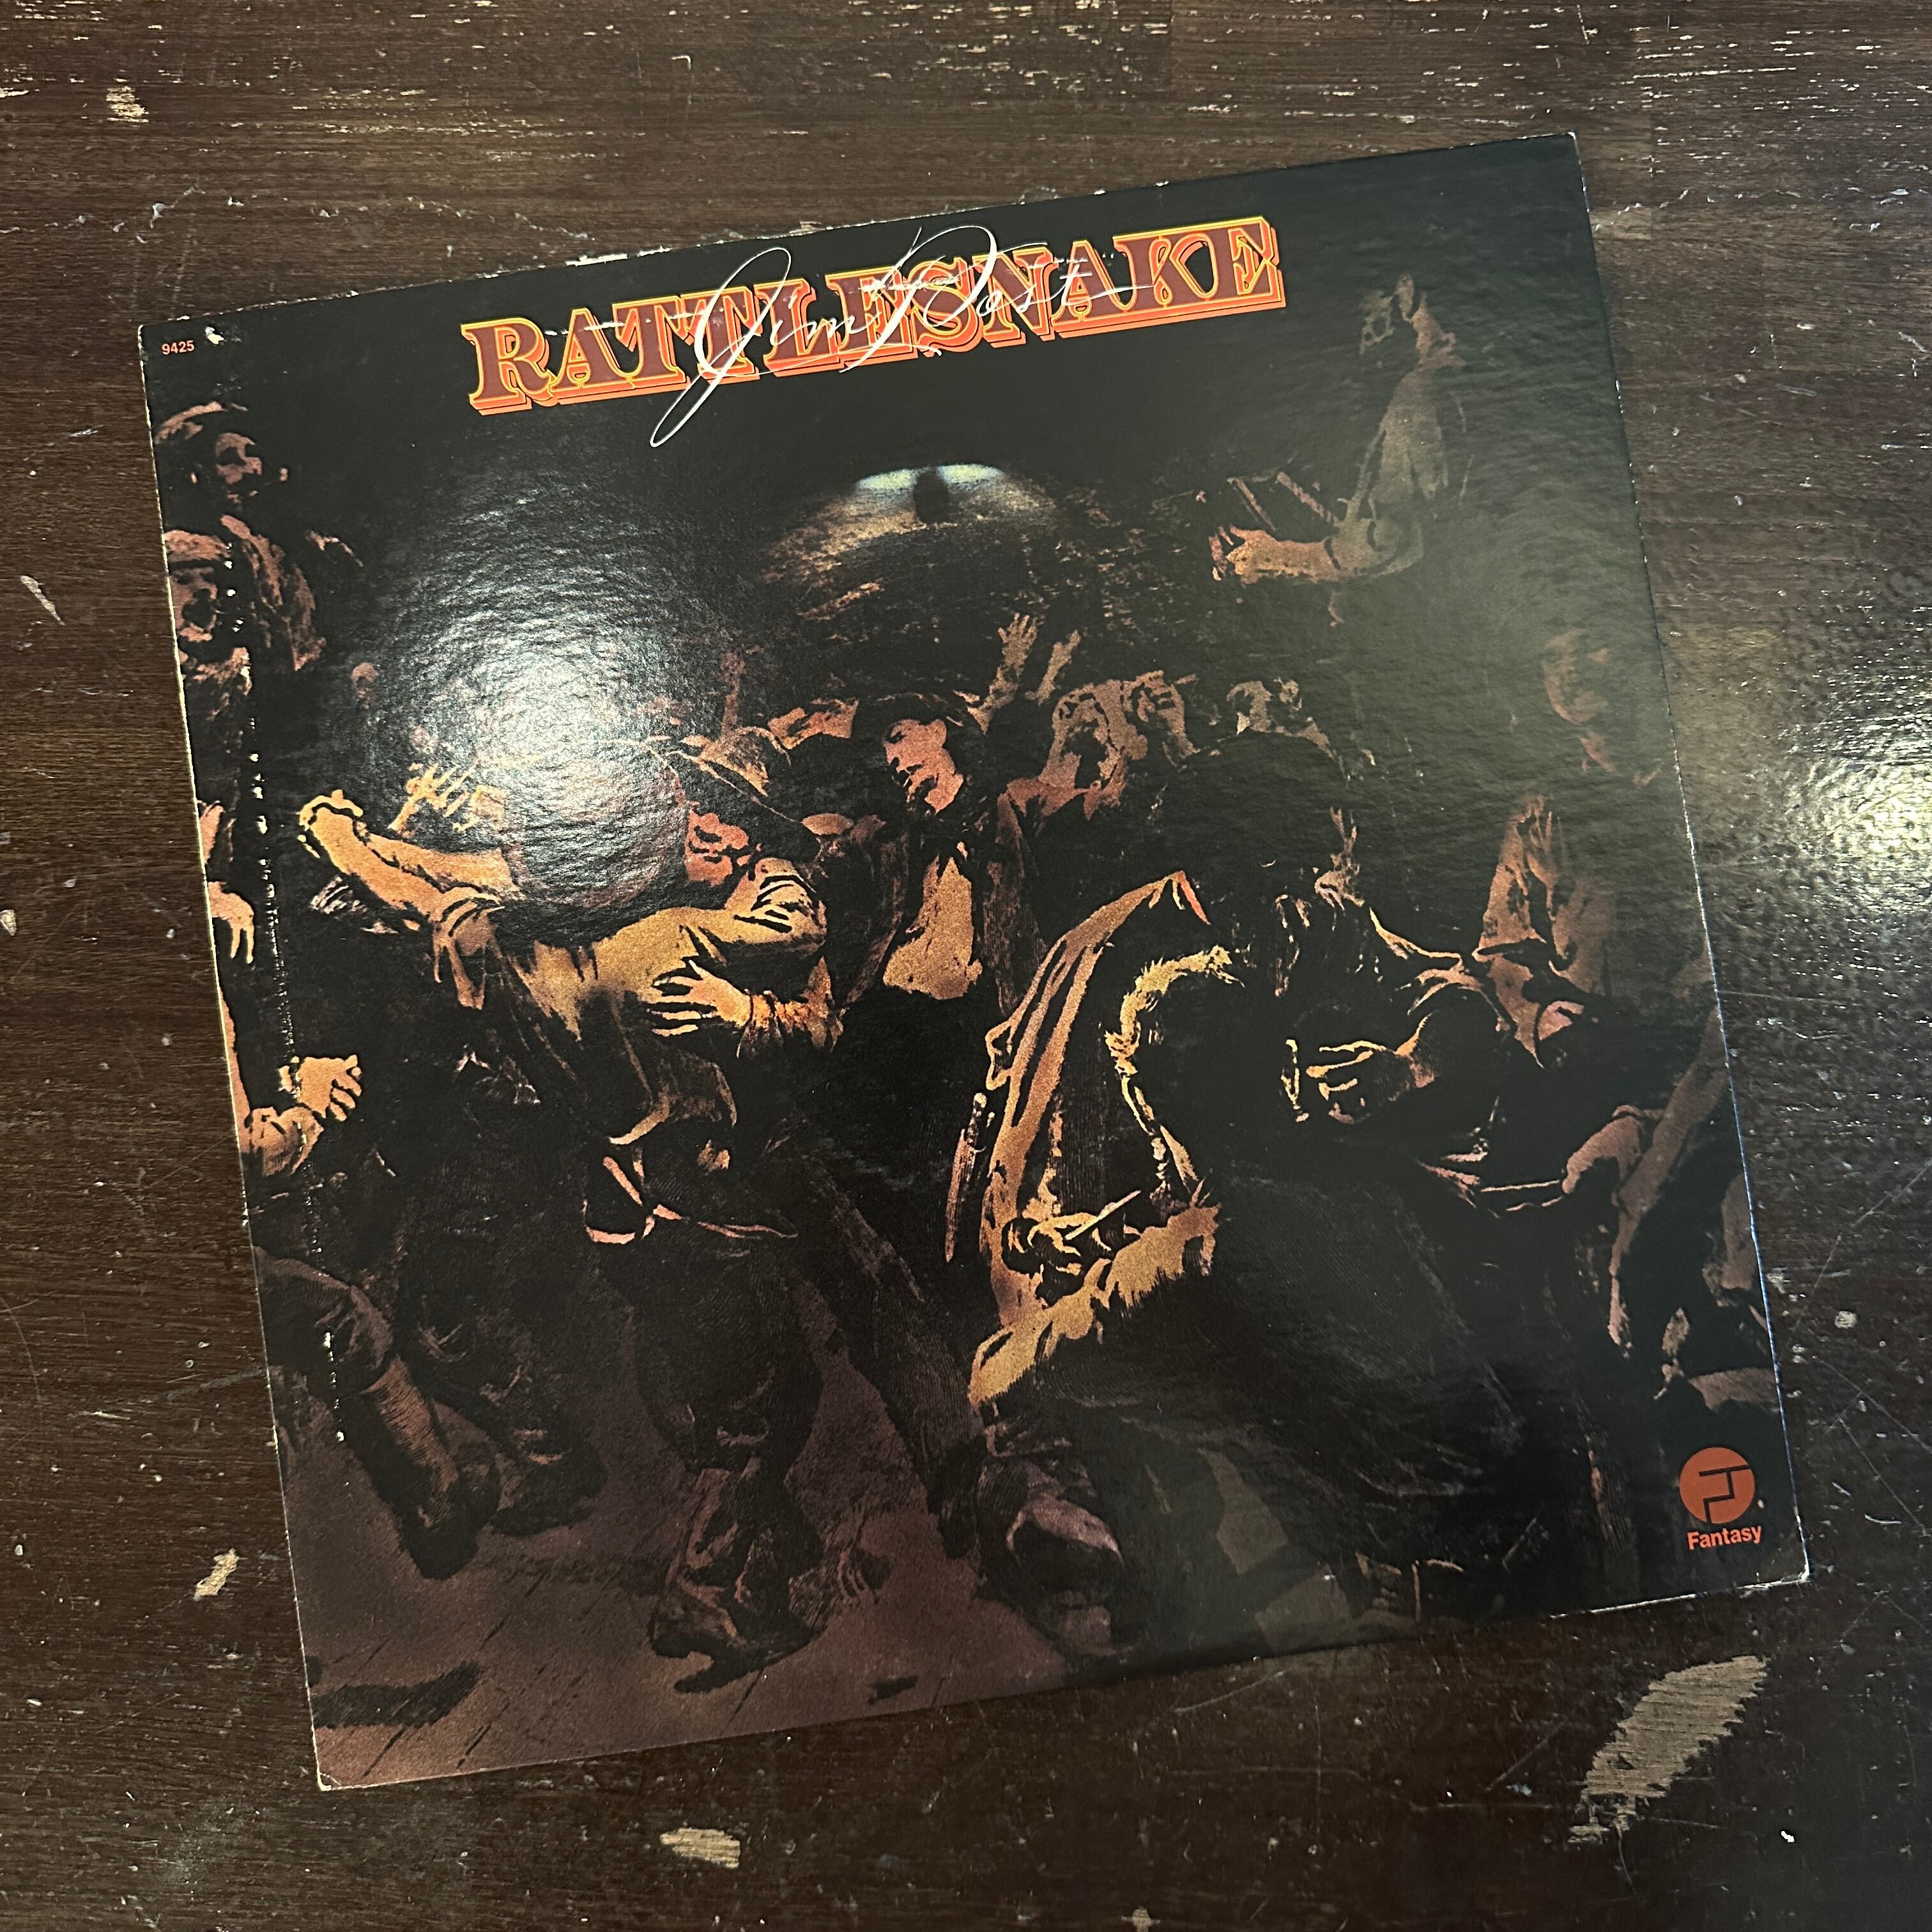 9425
RATTLESNAKE
Jim Post
Fantasy